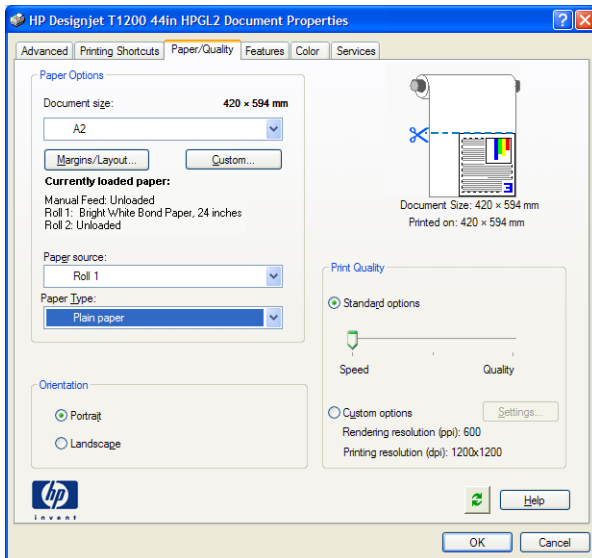 HP Designjet T1200 44in HPGL2 Document Properties
Advanced Printing Shortcuts Paper/Quality Features Color Services
Paper Options
Document size: 420 × 594 mm
A2
Margins/Layout... Custom...
Currently loaded paper:
Manual Feed: Unloaded
Roll 1: Bright White Bond Paper, 24 inches
Roll 2: Unloaded
Paper source:
Roll 1
Paper Type:
Plain paper
Orientation
Portrait
Landscape
3
Document Size: 420 × 594 mm
Printed on: 420 × 594 mm
Print Quality
Standard options
Speed Quality
Custom options Settings...
Rendering resolution (ppi): 600
Printing resolution (dpi): 1200x1200
hp
invent
Help
OK Cancel